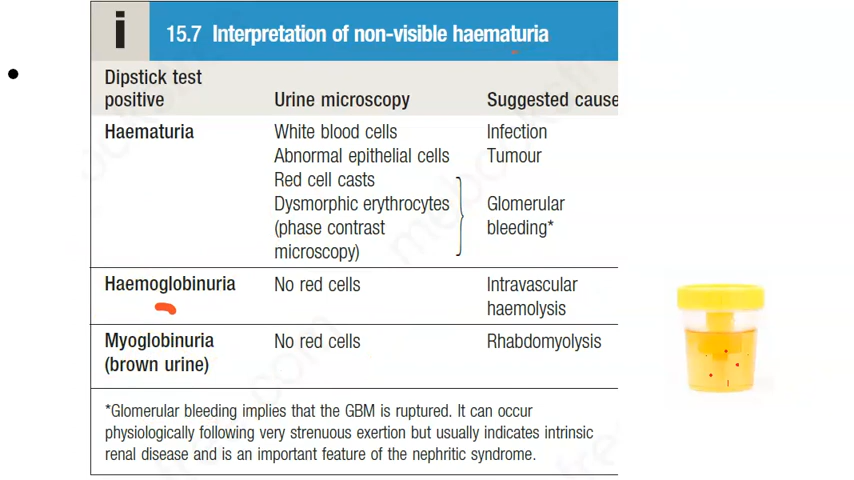 i 15.7 Interpretation of non-visible haematuria
Dipstick test
positive Urine microscopy Suggested cause
Haematuria White blood cells Infection
Abnormal epithelial cells Tumour
Red cell casts
Dysmorphic erythrocytes Glomerular
(phase contrast bleeding*
microscopy)
Haemoglobinuria No red cells Intravascular
haemolysis
Myoglobinuria No red cells Rhabdomyolysis
(brown urine)
*Glomerular bleeding implies that the GBM is ruptured. It can occur
physiologically following very strenuous exertion but usually indicates intrinsic
renal disease and is an important feature of the nephritic syndrome.